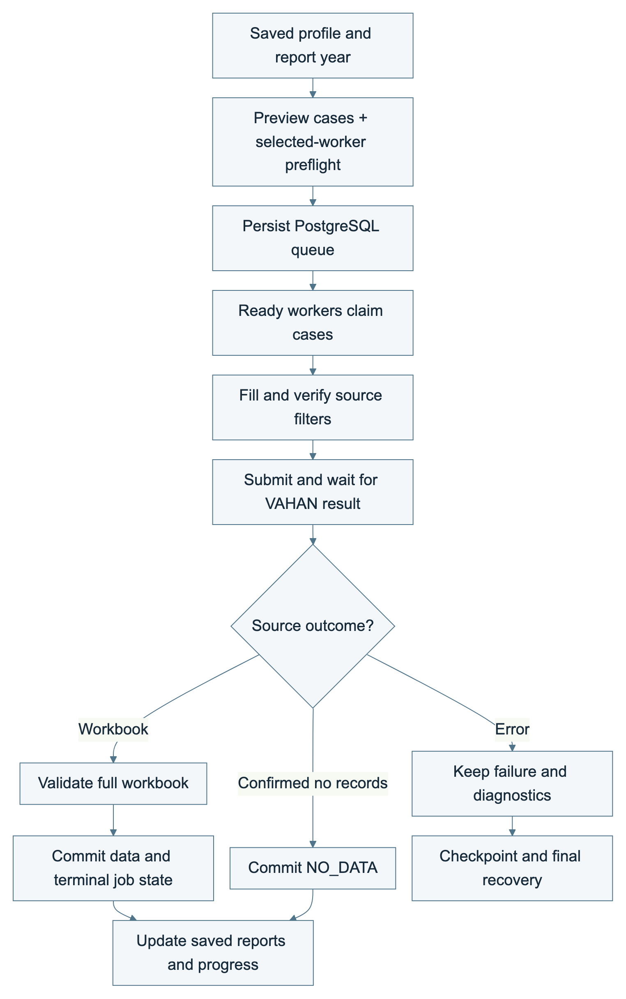 Saved profile and
report year
Preview cases +
selected-worker
preflight
Persist PostgreSQL
queue
Ready workers claim
cases
Fill and verify source
filters
Submit and wait for
VAHAN result
Source outcome?
Workbook
Confirmed no records
Error
Validate full workbook
Keep failure and
diagnostics
Commit data and
terminal job state
Commit NO_DATA
Checkpoint and final
recovery
Update saved reports
and progress